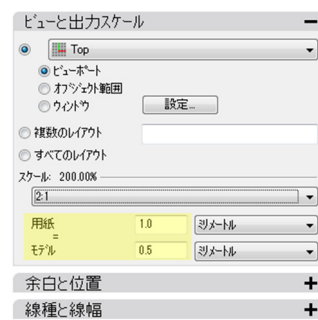 ビューと出力スケール
Top
ビューポート
オブジェクト範囲
ウィンドウ
設定...
複数のレイアウト
すべてのレイアウト
スケール: 200.00%
2:1
用紙 1.0 ミリメートル
=
モデル 0.5 ミリメートル
余白と位置
線種と線幅